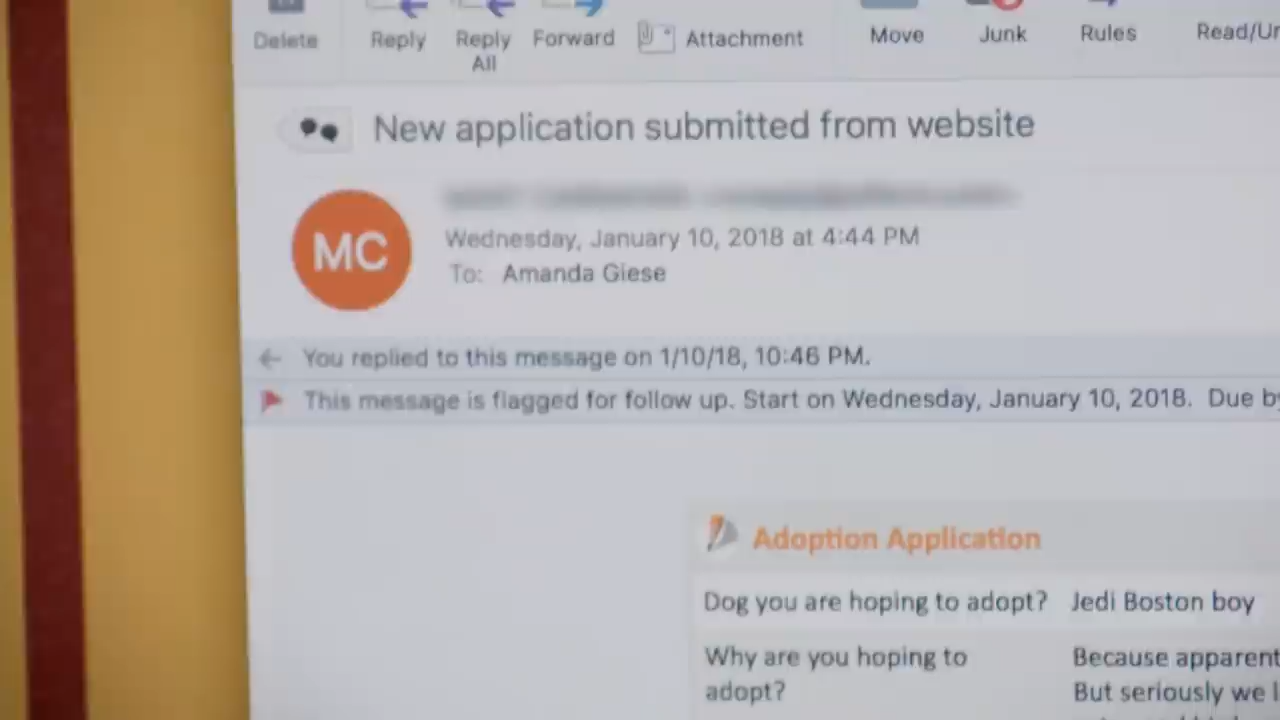 Delete Reply Reply All Forward Attachment Move Junk Rules
New application submitted from website
MC
Wednesday, January 10, 2018 at 4:44 PM
To: Amanda Giese
You replied to this message on 1/10/18, 10:46 PM.
This message is flagged for follow up. Start on Wednesday, January 10, 2018. Due by
Adoption Application
Dog you are hoping to adopt? Jedi Boston boy
Why are you hoping to Because
adopt? But seriously we